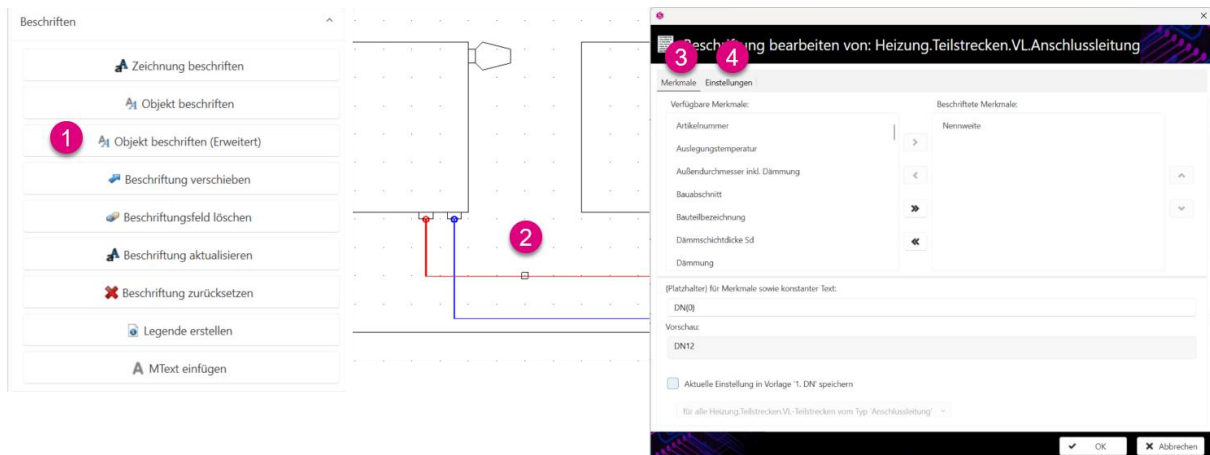 Beschriften
Zeichnung beschriften
Objekt beschriften
1
Objekt beschriften (Erweitert)
Beschriftung verschieben
Beschriftungsfeld löschen
Beschriftung aktualisieren
Beschriftung zurücksetzen
Legende erstellen
MText einfügen
2
Beschriftung bearbeiten von: Heizung.Teilstrecken.VL.Anschlussleitung
3
4
Merkmale Einstellungen
Verfügbare Merkmale:
Artikelnummer
Auslegungstemperatur
Außendurchmesser inkl. Dämmung
Bauabschnitt
Bauteilbezeichnung
Dämmschichtdicke Sd
Dämmung
Beschriftete Merkmale:
Nennweite
{Platzhalter} für Merkmale sowie konstanter Text:
DN{0}
Vorschau:
DN12
Aktuelle Einstellung in Vorlage '1. DN' speichern
für alle Heizung.Teilstrecken.VL-Teilstrecken vom Typ 'Anschlussleitung'
OK
Abbrechen